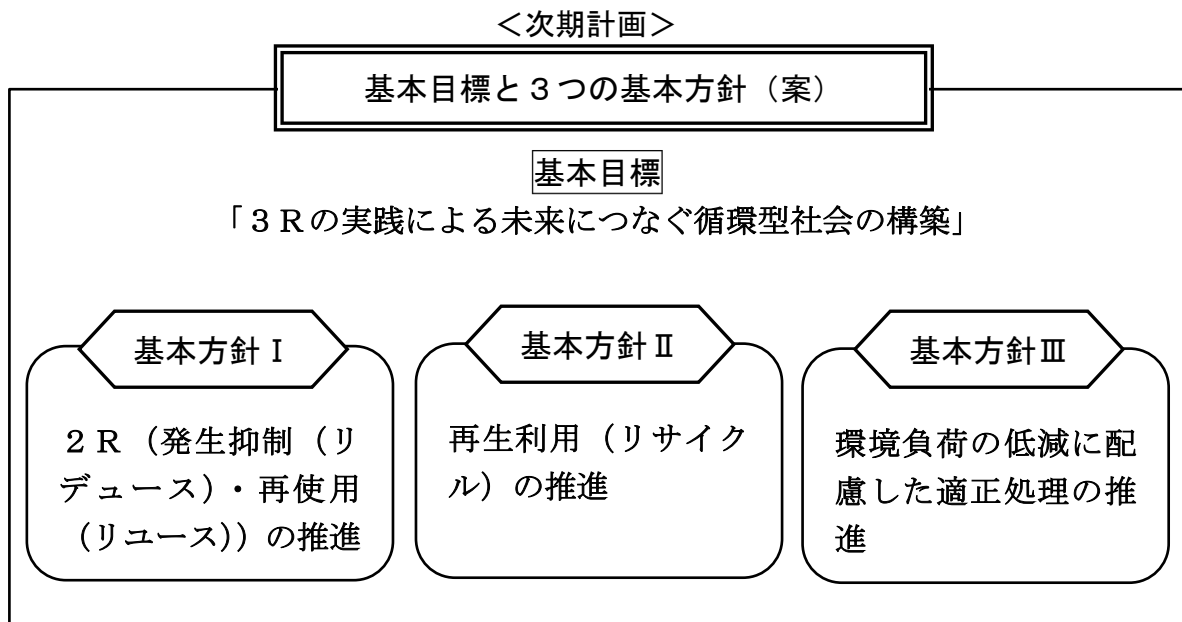 ＜次期計画＞
基本目標と３つの基本方針（案）
基本目標
「３Ｒの実践による未来につなぐ循環型社会の構築」
基本方針Ⅰ
２Ｒ（発生抑制（リ
デュース）・再使用
（リユース））の推進
基本方針Ⅱ
再生利用（リサイク
ル）の推進
基本方針Ⅲ
環境負荷の低減に配
慮した適正処理の推
進